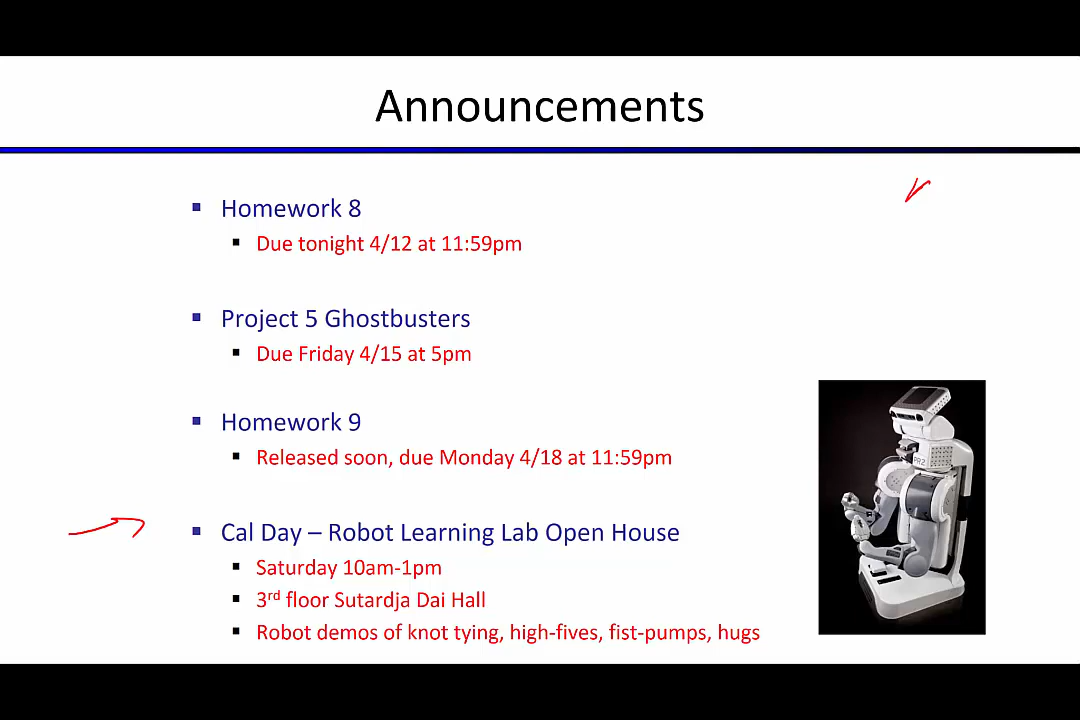 Announcements
▪ Homework 8
▪ Due tonight 4/12 at 11:59pm
▪ Project 5 Ghostbusters
▪ Due Friday 4/15 at 5pm
▪ Homework 9
▪ Released soon, due Monday 4/18 at 11:59pm
▪ Cal Day – Robot Learning Lab Open House
▪ Saturday 10am-1pm
▪ 3rd floor Sutardja Dai Hall
▪ Robot demos of knot tying, high-fives, fist-pumps, hugs
PR2